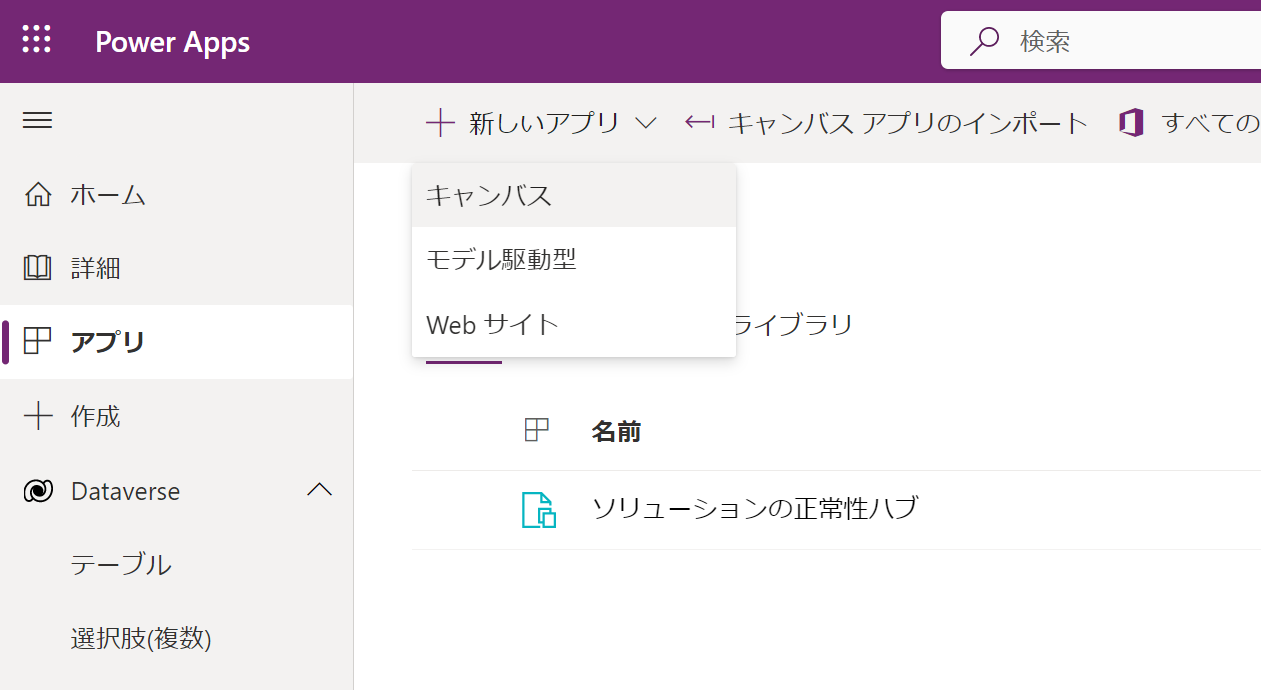 Power Apps
検索
新しいアプリ
キャンバス アプリのインポート
すべての
キャンバス
モデル駆動型
Web サイト
ライブラリ
名前
ソリューションの正常性ハブ
ホーム
詳細
アプリ
作成
Dataverse
テーブル
選択肢(複数)